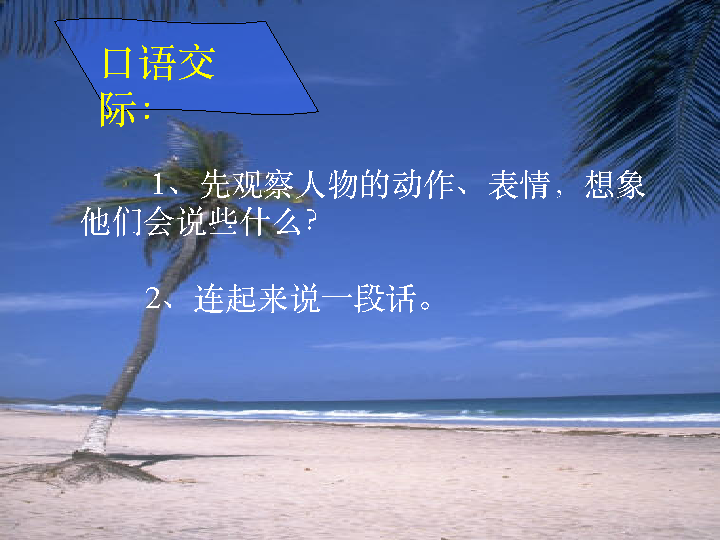 口语交
际：
1、先观察人物的动作、表情，想象
他们会说些什么？
2、连起来说一段话。